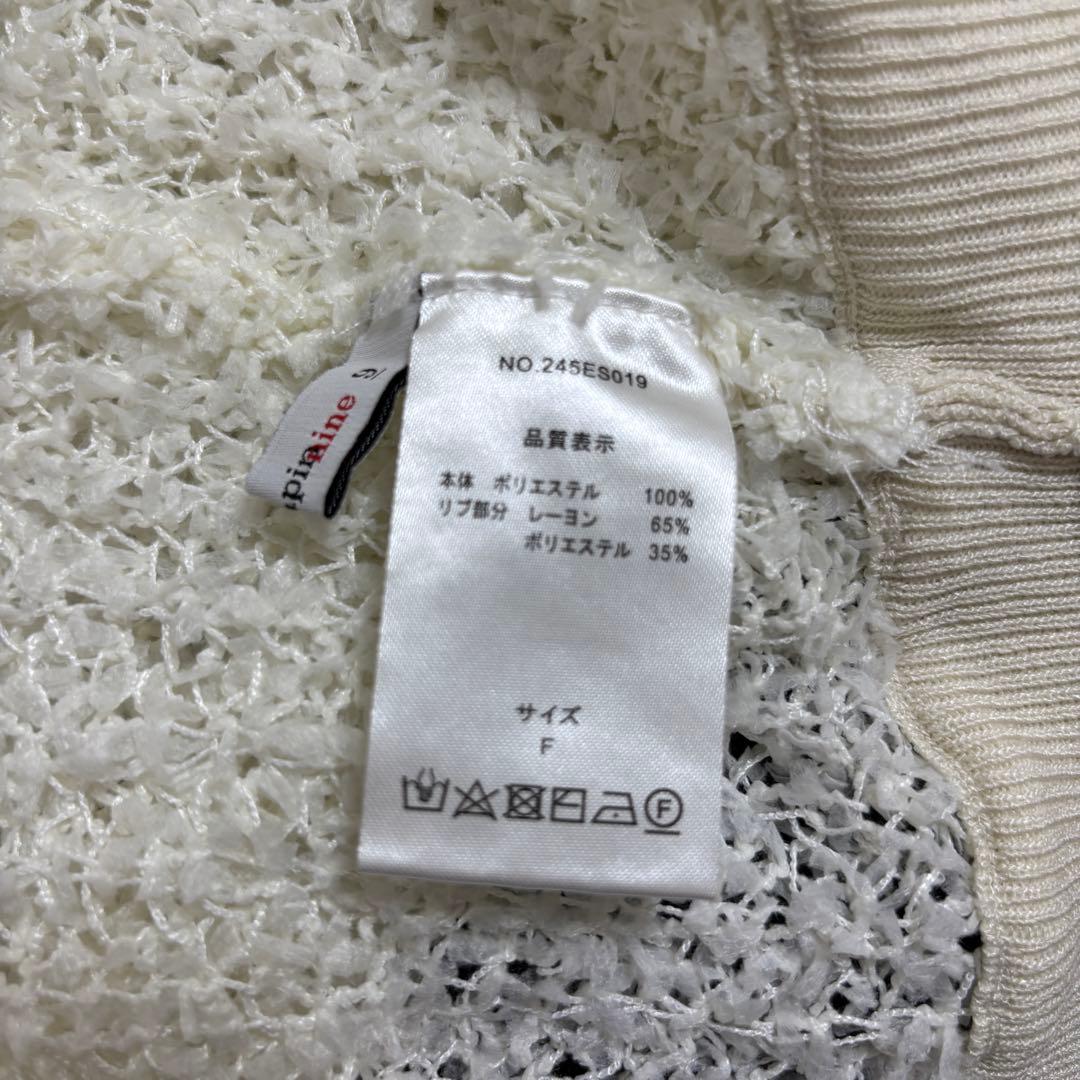 NO.245ES019
品質表示
本体 ポリエステル 100%
リブ部分 レーヨン 65%
ポリエステル 35%
サイズ
F
F